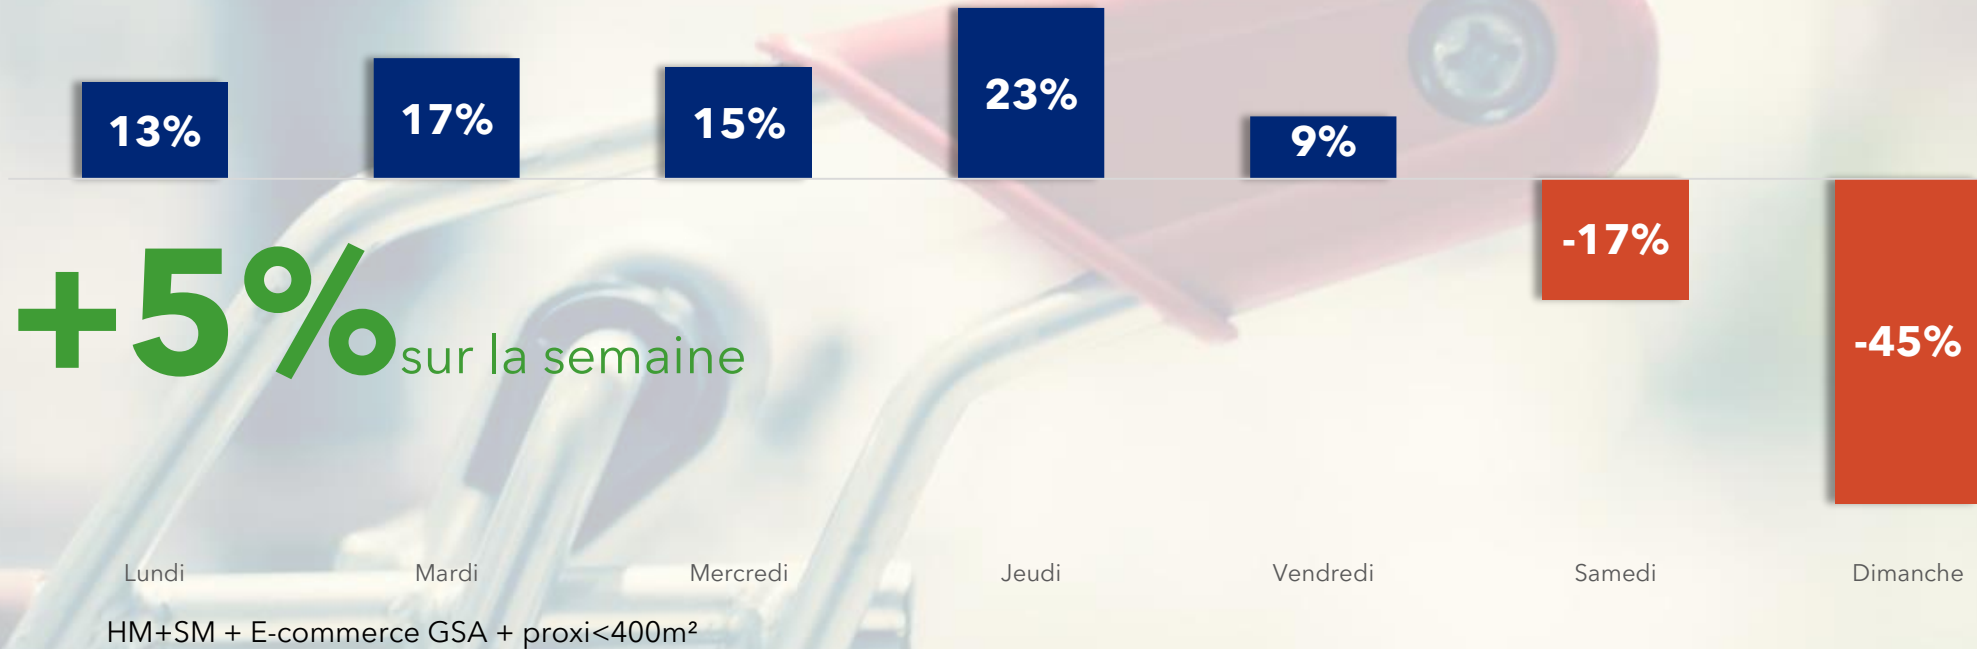 13%
17%
15%
23%
9%
-17%
-45%
+5% sur la semaine
Lundi
Mardi
Mercredi
Jeudi
Vendredi
Samedi
Dimanche
HM+SM + E-commerce GSA + proxi<400m²